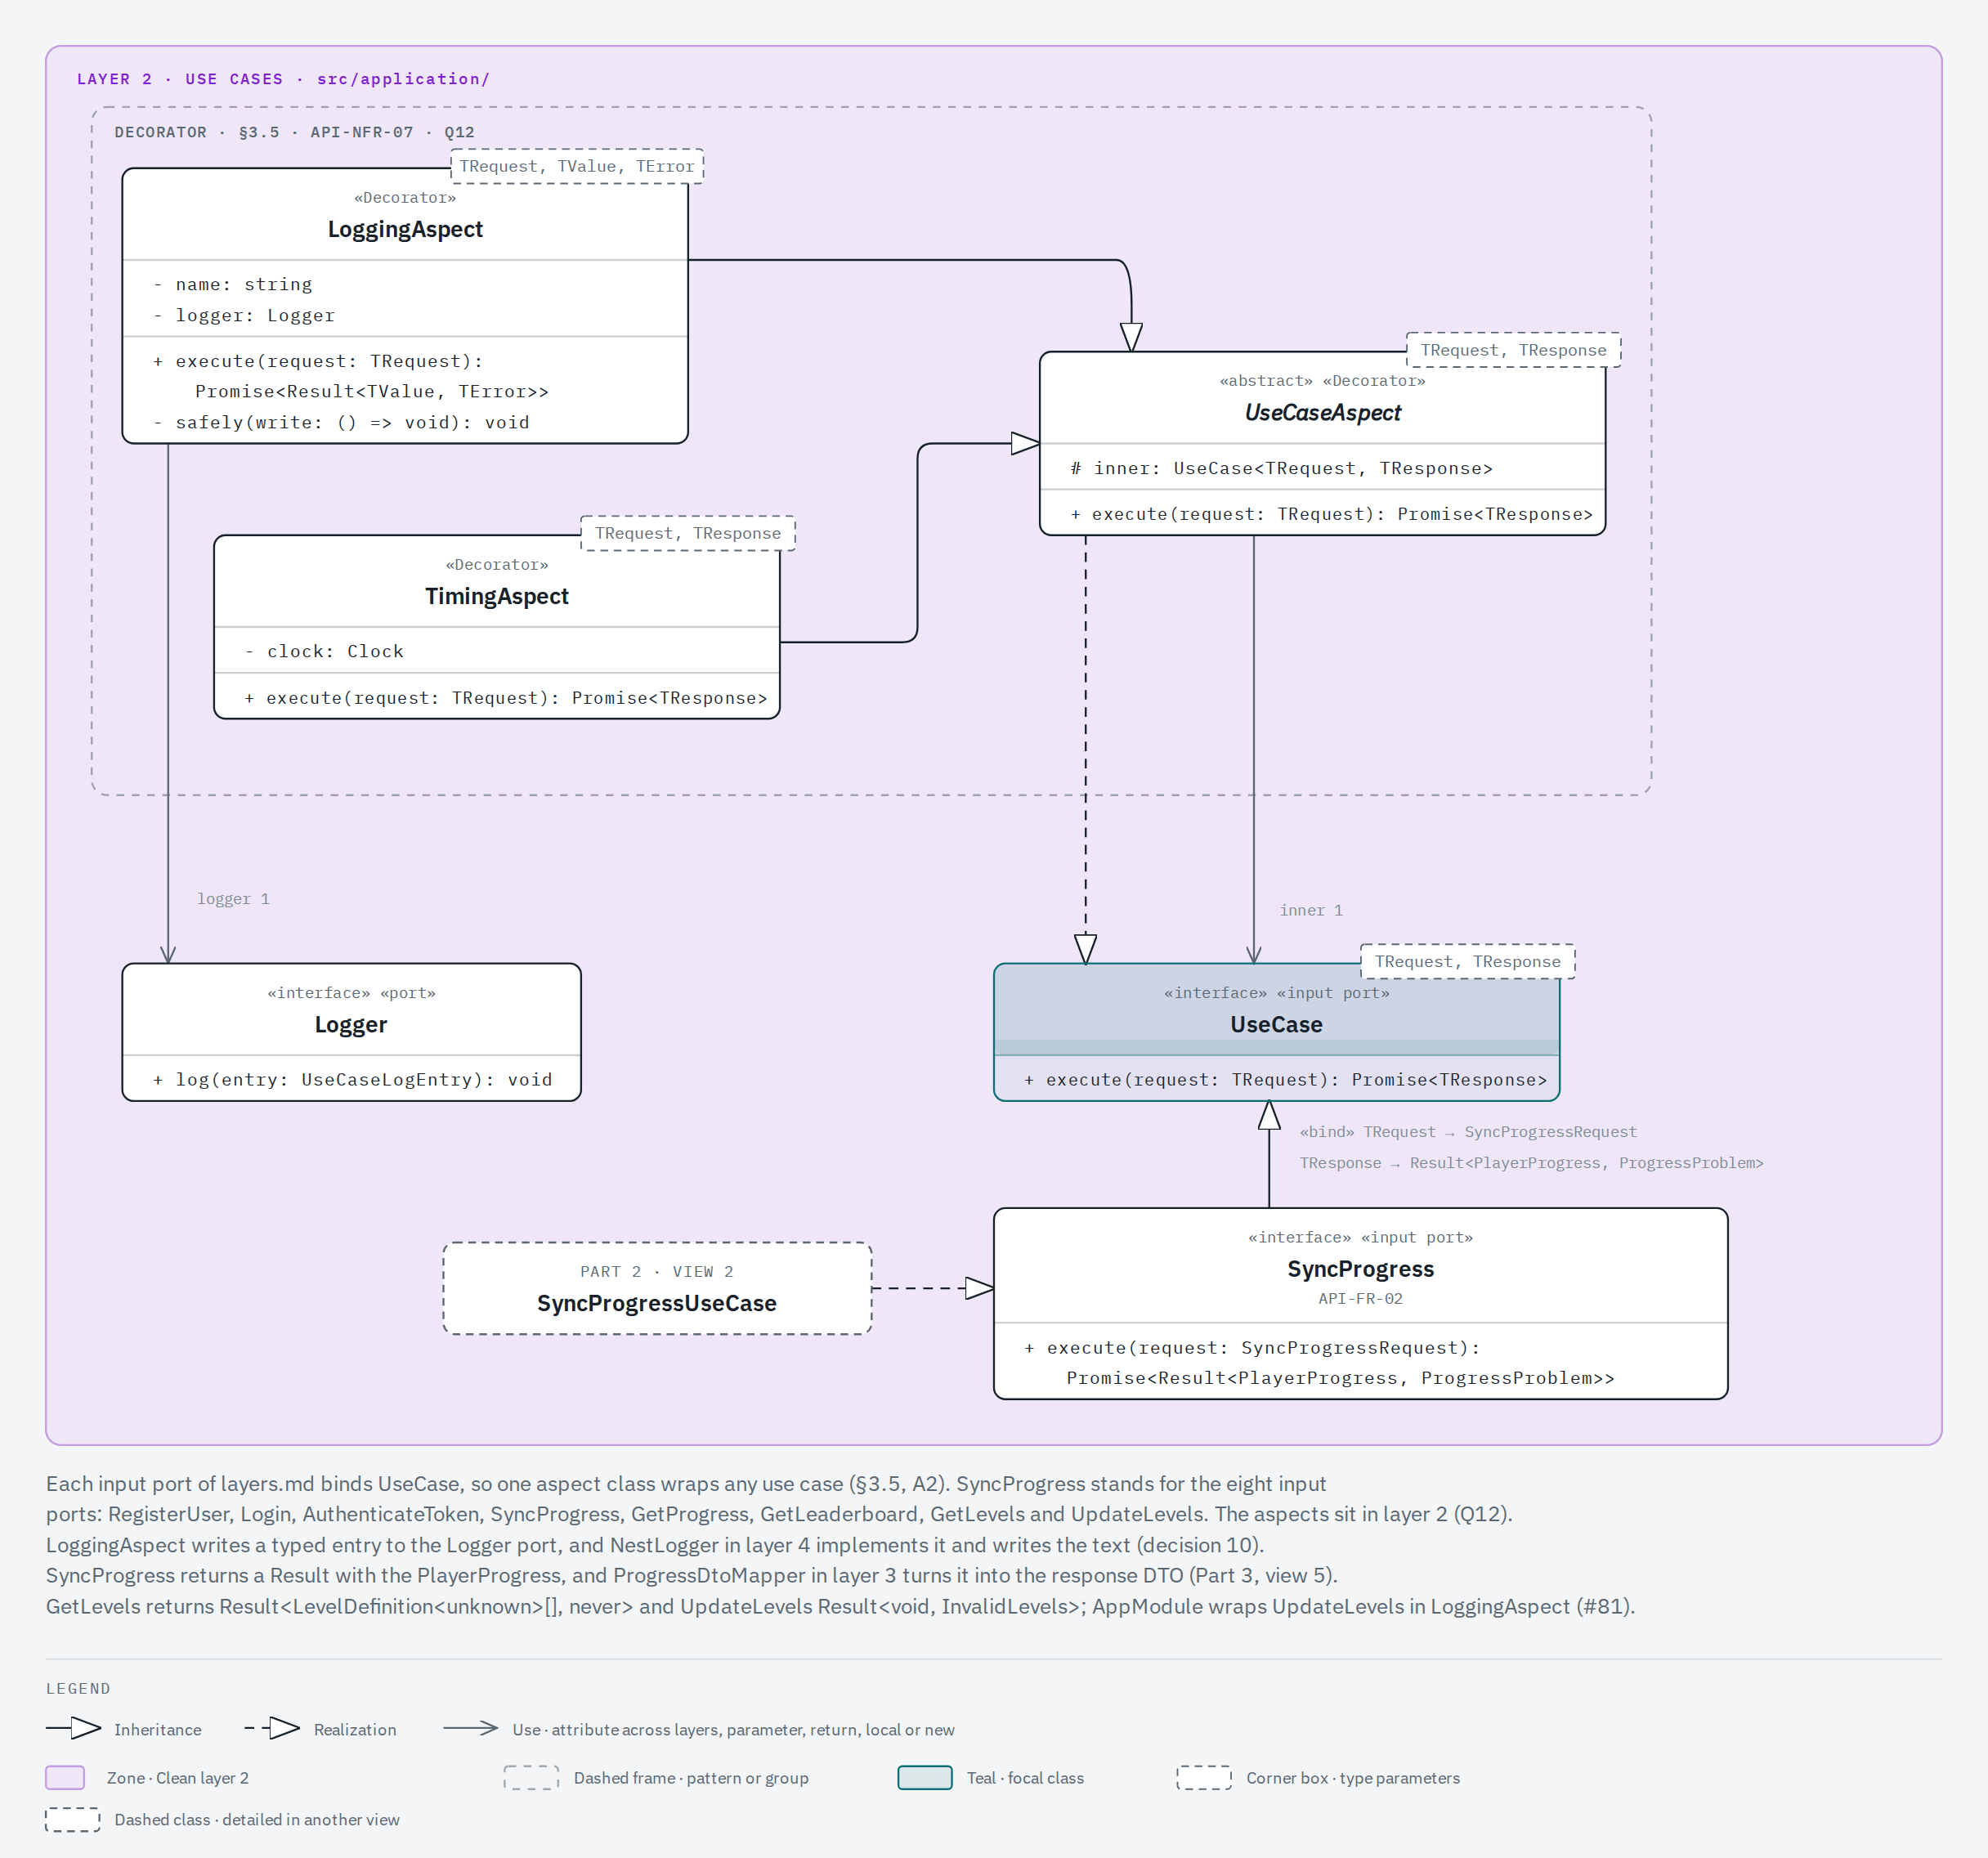 LAYER 2 · USE CASES · src/application/
DECORATOR · §3.5 · API-NFR-07 · Q12
TRequest, TValue, TError
«Decorator»
LoggingAspect
- name: string
- logger: Logger
+ execute(request: TRequest):
Promise<Result<TValue, TError>>
- safely(write: () => void): void
TRequest, TResponse
«abstract» «Decorator»
UseCaseAspect
# inner: UseCase<TRequest, TResponse>
+ execute(request: TRequest): Promise<TResponse>
TRequest, TResponse
«Decorator»
TimingAspect
- clock: Clock
+ execute(request: TRequest): Promise<TResponse>
logger 1
inner 1
«interface» «port»
Logger
+ log(entry: UseCaseLogEntry): void
TRequest, TResponse
«interface» «input port»
UseCase
+ execute(request: TRequest): Promise<TResponse>
«bind» TRequest → SyncProgressRequest
TResponse → Result<PlayerProgress, ProgressProblem>
PART 2 · VIEW 2
SyncProgressUseCase
«interface» «input port»
SyncProgress
API-FR-02
+ execute(request: SyncProgressRequest):
Promise<Result<PlayerProgress, ProgressProblem>>
Each input port of layers.md binds UseCase, so one aspect class wraps any use case (§3.5, A2). SyncProgress stands for the eight input
ports: RegisterUser, Login, AuthenticateToken, SyncProgress, GetProgress, GetLeaderboard, GetLevels and UpdateLevels. The aspects sit in layer 2 (Q12).
LoggingAspect writes a typed entry to the Logger port, and NestLogger in layer 4 implements it and writes the text (decision 10).
SyncProgress returns a Result with the PlayerProgress, and ProgressDtoMapper in layer 3 turns it into the response DTO (Part 3, view 5).
GetLevels returns Result<LevelDefinition<unknown>[], never> and UpdateLevels Result<void, InvalidLevels>; AppModule wraps UpdateLevels in LoggingAspect (#81).
LEGEND
Inheritance
Realization
Use · attribute across layers, parameter, return, local or new
Zone · Clean layer 2
Dashed frame · pattern or group
Teal · focal class
Corner box · type parameters
Dashed class · detailed in another view